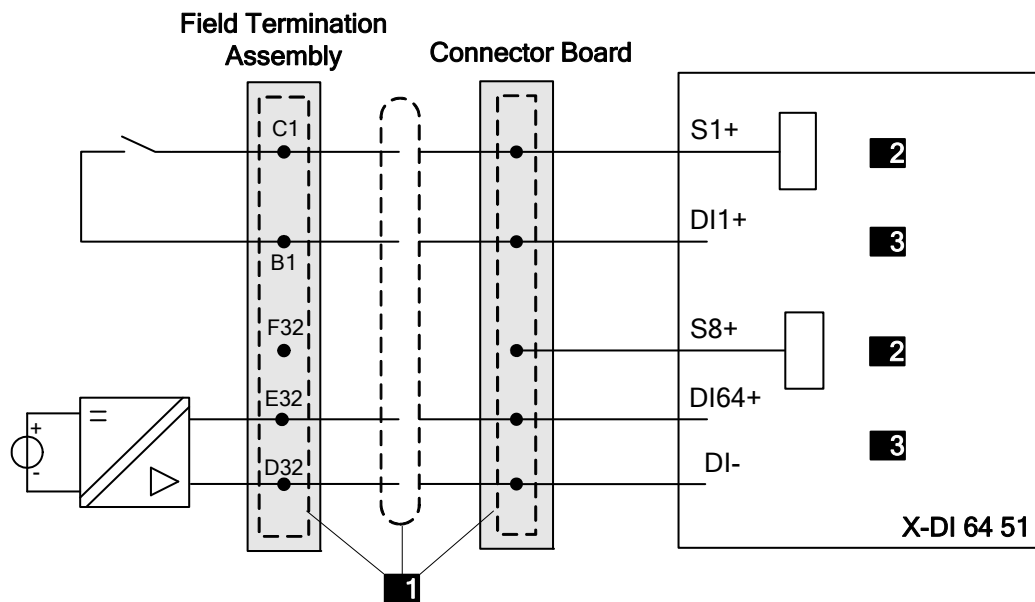 Field Termination
Assembly
Connector Board
C1
S1+
2
DI1+
3
B1
F32
S8+
2
E32
DI64+
+
=
3
-
D32
DI-
X-DI 64 51
1